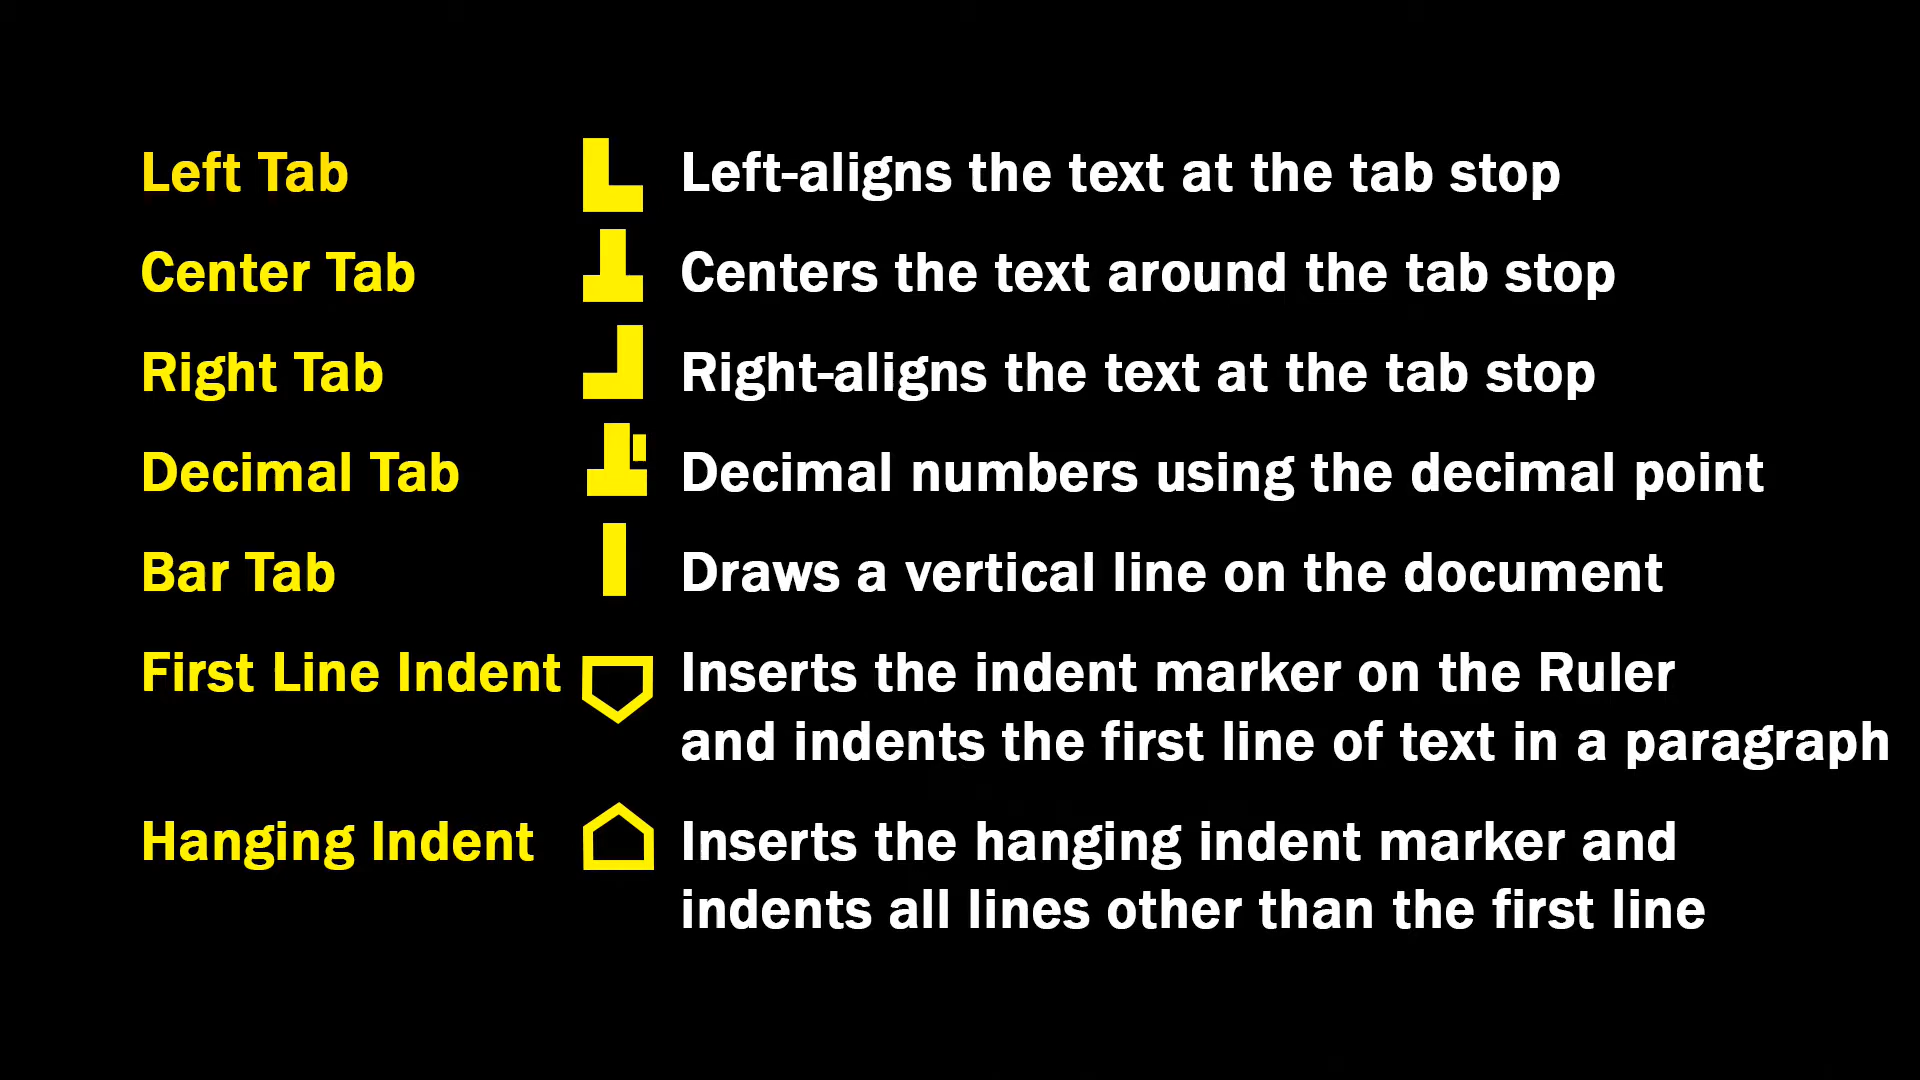 Left Tab Left-aligns the text at the tab stop
Center Tab Centers the text around the tab stop
Right Tab Right-aligns the text at the tab stop
Decimal Tab Decimal numbers using the decimal point
Bar Tab Draws a vertical line on the document
First Line Indent Inserts the indent marker on the Ruler
and indents the first line of text in a paragraph
Hanging Indent Inserts the hanging indent marker and
indents all lines other than the first line